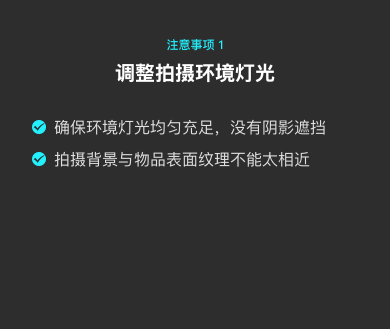 注意事项 1
调整拍摄环境灯光
确保环境灯光均匀充足，没有阴影遮挡
拍摄背景与物品表面纹理不能太相近